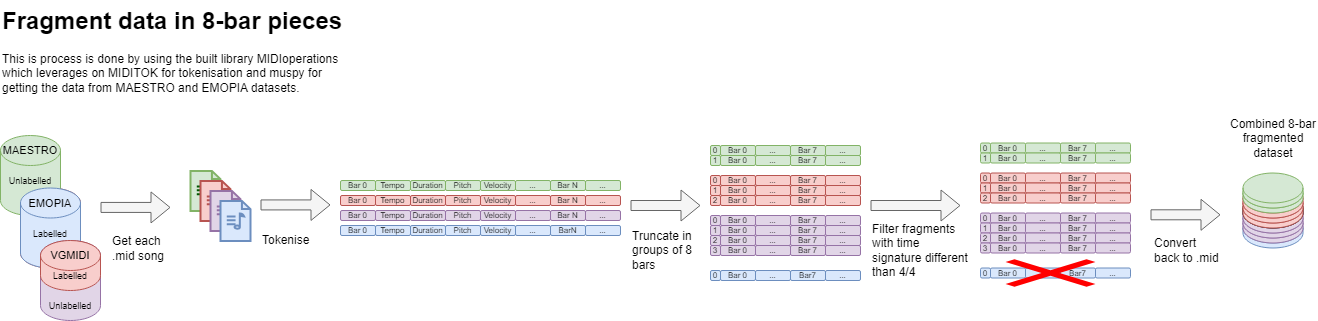 Fragment data in 8-bar pieces
This is process is done by using the built library MIDIoperations
which leverages on MIDITOK for tokenisation and muspy for
getting the data from MAESTRO and EMOPIA datasets.
MAESTRO
Unlabelled
EMOPIA
Labelled
VGMIDI
Labelled
Unlabelled
Get each
.mid song
Tokenise
Bar 0 Tempo Duration Pitch Velocity ... Bar N ...
Bar 0 Tempo Duration Pitch Velocity ... Bar N ...
Bar 0 Tempo Duration Pitch Velocity ... Bar N ...
Bar 0 Tempo Duration Pitch Velocity ... BarN ...
Truncate in
groups of 8
bars
0 Bar 0 ... Bar 7 ...
1 Bar 0 ... Bar 7 ...
0 Bar 0 ... Bar 7 ...
1 Bar 0 ... Bar 7 ...
2 Bar 0 ... Bar 7 ...
0 Bar 0 ... Bar 7 ...
1 Bar 0 ... Bar 7 ...
2 Bar 0 ... Bar 7 ...
3 Bar 0 ... Bar 7 ...
0 Bar 0 ... Bar7 ...
Filter fragments
with time
signature different
than 4/4
0 Bar 0 ... Bar 7 ...
1 Bar 0 ... Bar 7 ...
0 Bar 0 ... Bar 7 ...
1 Bar 0 ... Bar 7 ...
2 Bar 0 ... Bar 7 ...
0 Bar 0 ... Bar 7 ...
1 Bar 0 ... Bar 7 ...
2 Bar 0 ... Bar 7 ...
3 Bar 0 ... Bar 7 ...
0 Bar 0 Bar7 ...
Convert
back to .mid
Combined 8-bar
fragmented
dataset